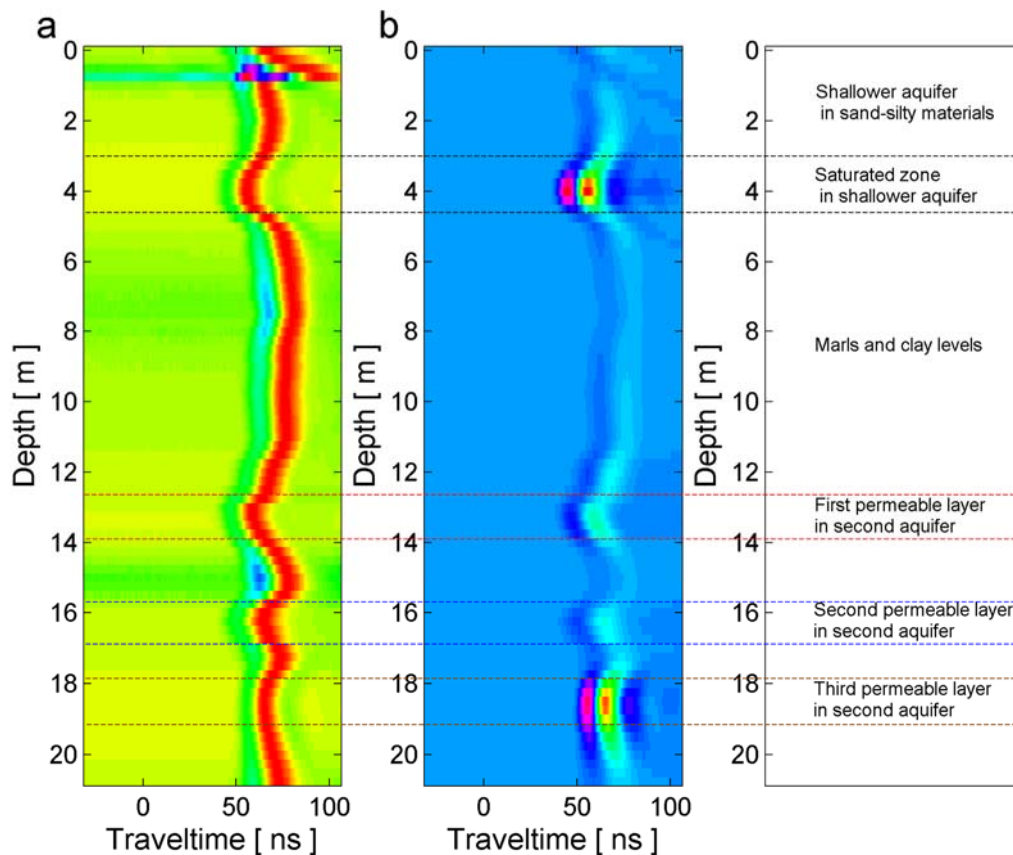 a
b
0
2
4
6
8
10
12
14
16
18
20
Depth [ m ]
0
50
100
Traveltime [ ns ]
0
2
4
6
8
10
12
14
16
18
20
Depth [ m ]
0
50
100
Traveltime [ ns ]
0
2
4
6
8
10
12
14
16
18
20
Depth [ m ]
Shallower aquifer
in sand-silty materials
Saturated zone
in shallower aquifer
Marls and clay levels
First permeable layer
in second aquifer
Second permeable layer
in second aquifer
Third permeable layer
in second aquifer